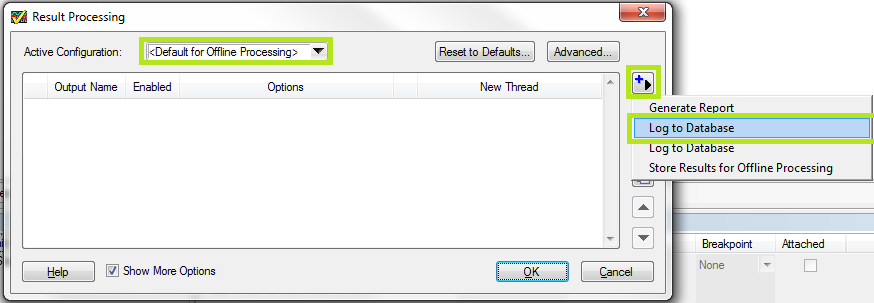 Result Processing
Active Configuration: <Default for Offline Processing> Reset to Defaults... Advanced...
Output Name Enabled Options New Thread
Generate Report
Log to Database
Log to Database
Store Results for Offline Processing
Breakpoint Attached
None
Help Show More Options OK Cancel